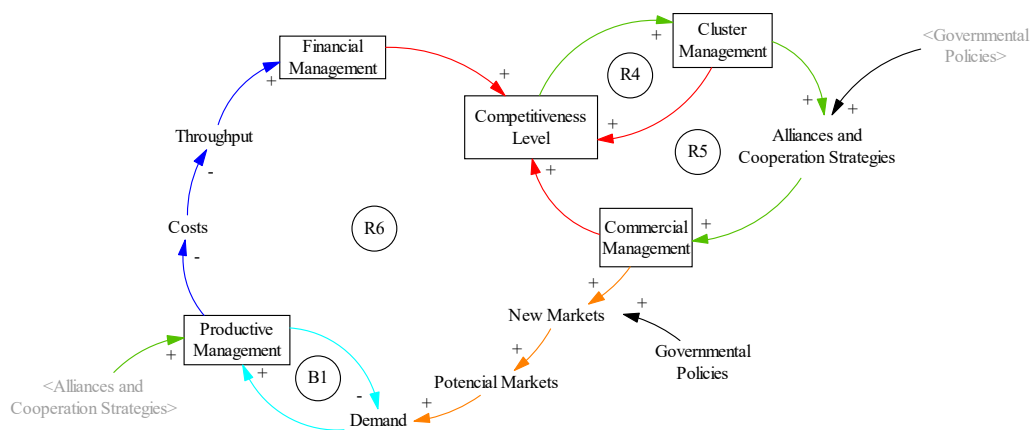 Financial
Management
+
+
Cluster
Management
+
R4
<Governmental
Policies>
+
Competitiveness
Level
+
+
+
Throughput
-
Alliances and
Cooperation Strategies
R5
+
Costs
-
R6
Commercial
Management
+
+
New Markets
+
Governmental
Policies
Productive
Management
+
+
B1
+
Potencial Markets
<Alliances and
Cooperation Strategies>
-
+
Demand